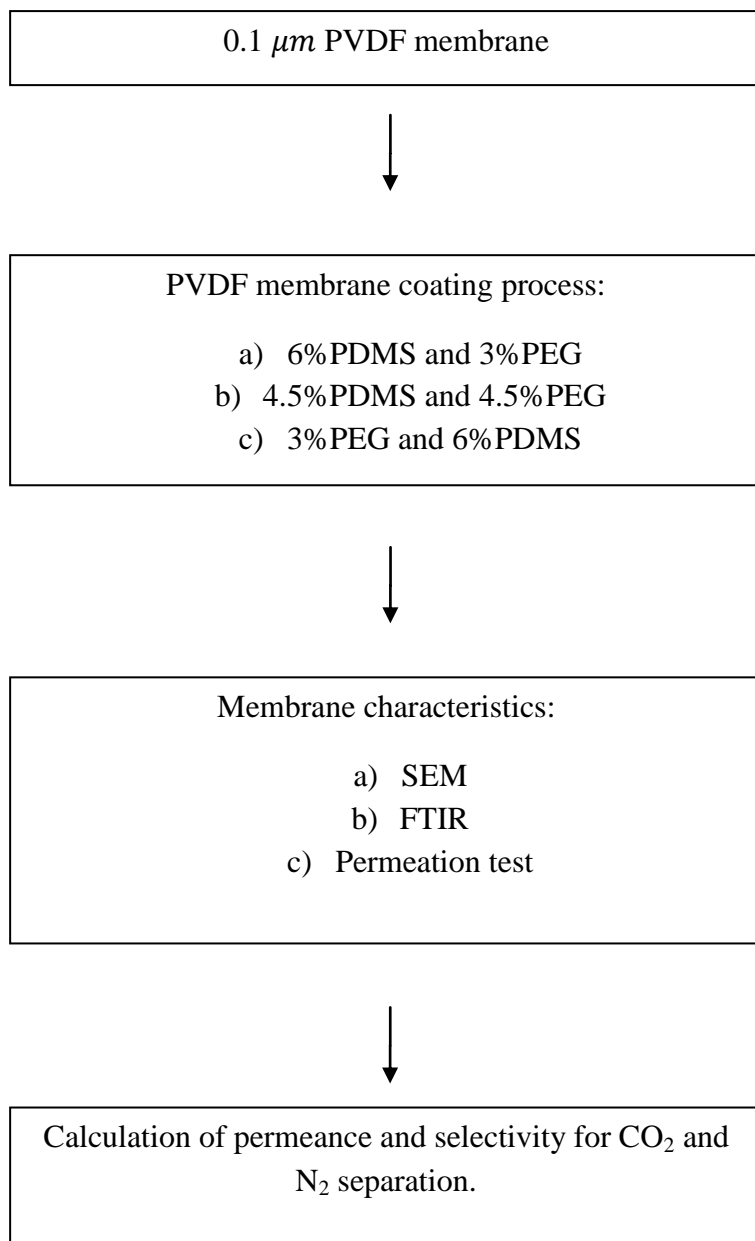 0.1 μm PVDF membrane
PVDF membrane coating process:
a) 6%PDMS and 3%PEG
b) 4.5%PDMS and 4.5%PEG
c) 3%PEG and 6%PDMS
Membrane characteristics:
a) SEM
b) FTIR
c) Permeation test
Calculation of permeance and selectivity for CO₂ and
N₂ separation.